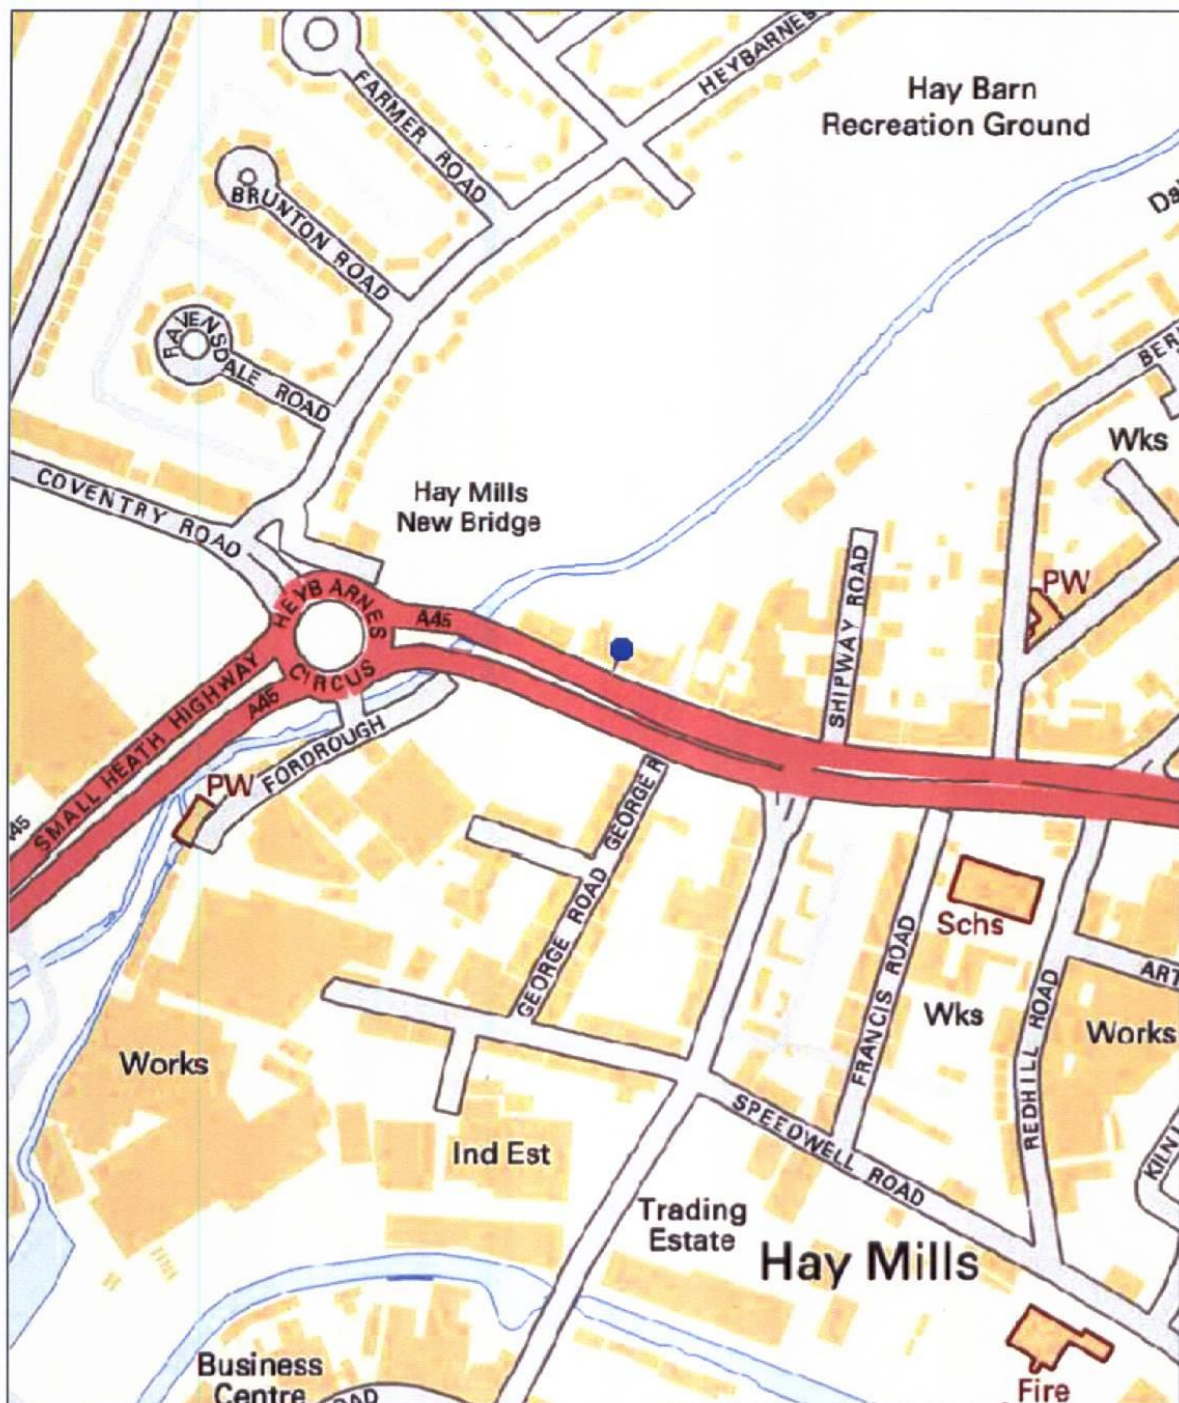 HEYBARNES
Hay Barn
Recreation Ground
FARMER ROAD
BRUNTON ROAD
RAVENSDALE ROAD
COVENTRY ROAD
Hay Mills
New Bridge
Wks
PW
HEYBARNES
CIRCUS
A45
A45
SMALL HEATH HIGHWAY
SHIPWAY ROAD
PW
FORDROUGH
GEORGE R
GEORGE ROAD
Schs
FRANCIS ROAD
Wks
REDHILL ROAD
ART
Works
Works
Ind Est
SPEEDWELL ROAD
Trading
Estate
Hay Mills
Business
Centre
Fire